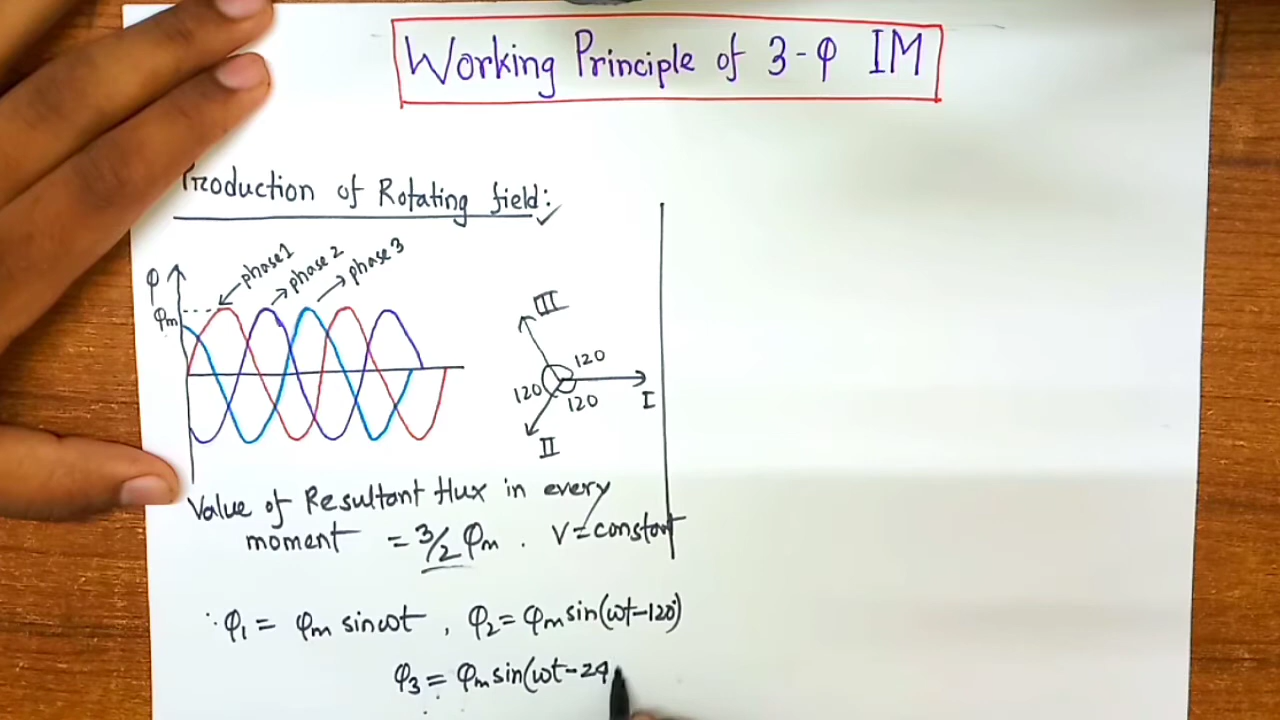 Working Principle of 3-φ IM
Production of Rotating field:
phase1
phase 2
phase 3
φ
φm
III
120
120
120
I
II
Value of Resultant flux in every
moment = 3/2 φm . V=constant
∵ φ1 = φm sinωt , φ2 = φm sin(ωt-120)
φ3 = φm sin(ωt-24